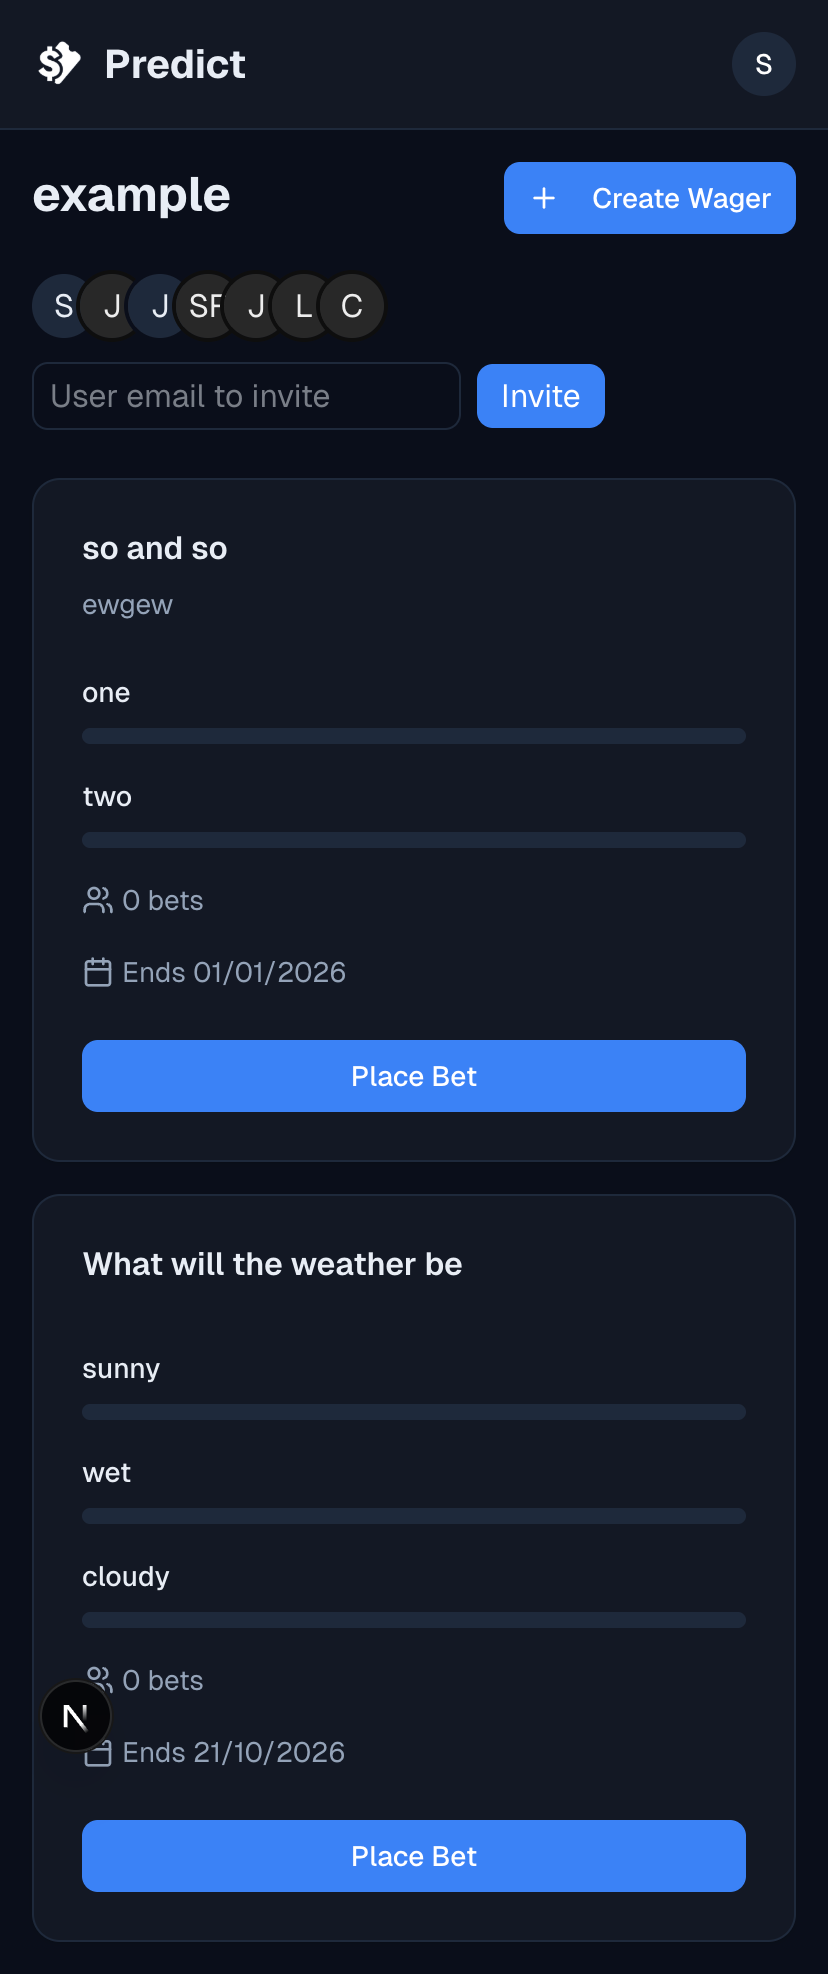 $ Predict S
example + Create Wager
S J J SF J L C
User email to invite Invite
so and so
ewgew
one
two
0 bets
Ends 01/01/2026
Place Bet
What will the weather be
sunny
wet
cloudy
0 bets
N
Ends 21/10/2026
Place Bet